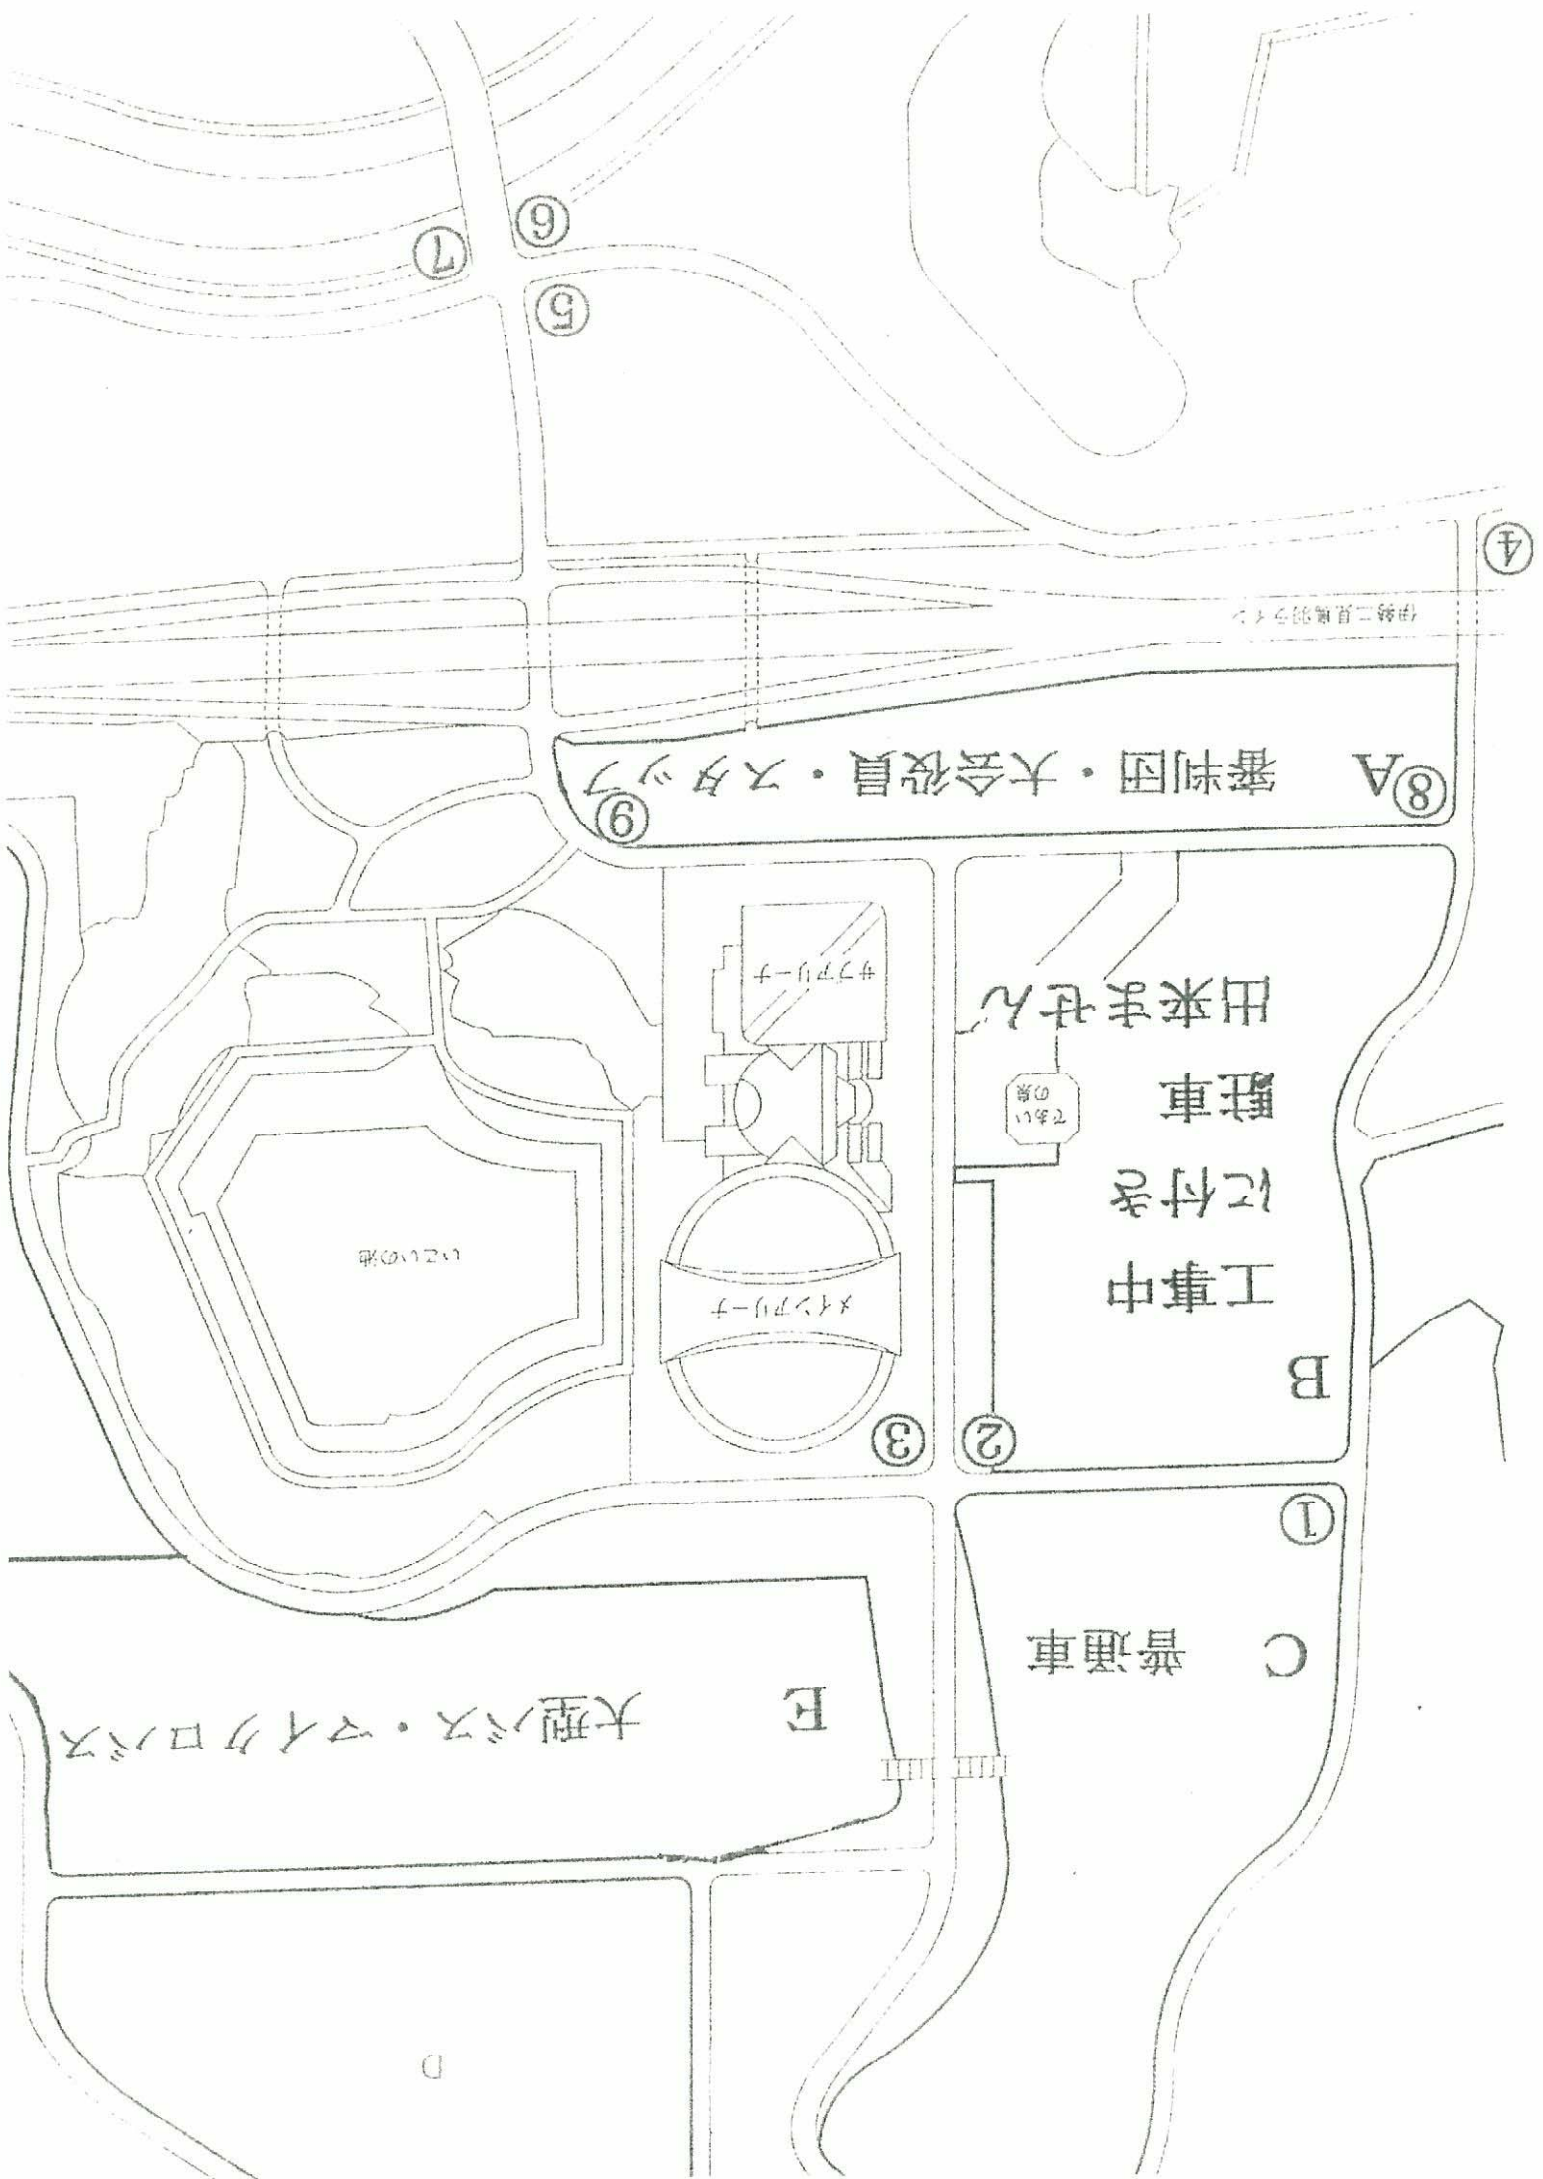 D
E 大型バス・マイクロバス
C 普通車
①
②
③
B
工事中
に付き
駐車
出来ません
メインアリーナ
いこいの池
であい
の泉
サブアリーナ
⑧A 審判団・大会役員・スタッフ
⑨
伊勢二見鳥羽ライン
④
⑤
⑥
⑦